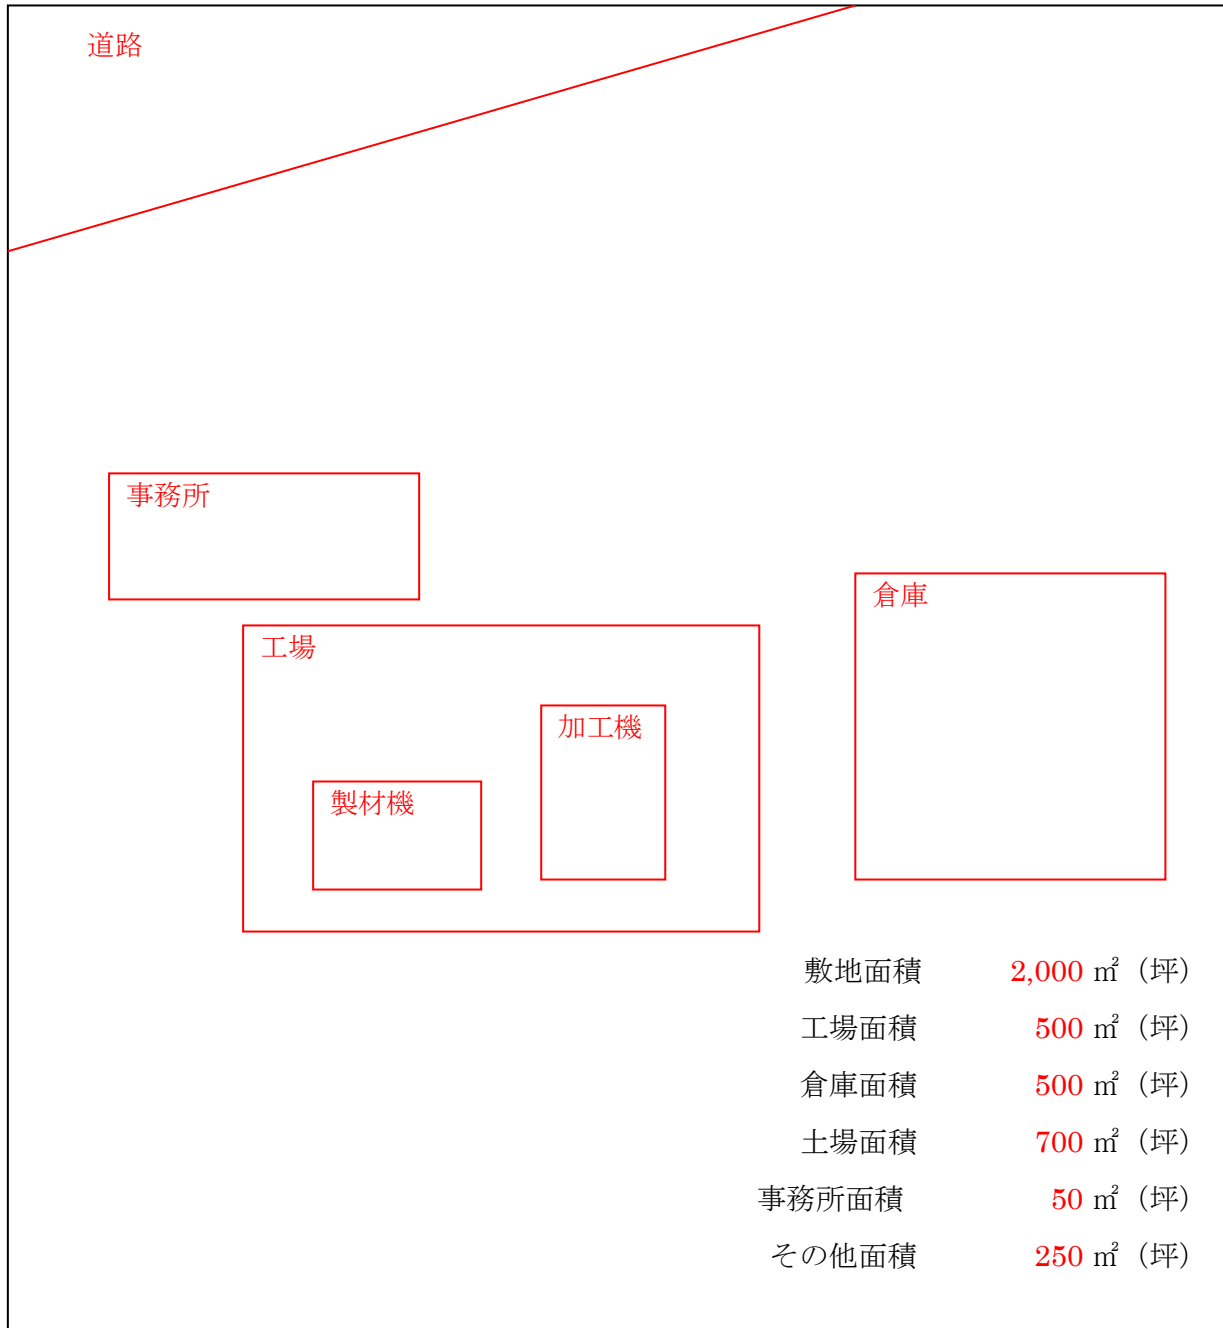 道路
事務所
倉庫
工場
加工機
製材機
敷地面積 2,000 ㎡（坪）
工場面積 500 ㎡（坪）
倉庫面積 500 ㎡（坪）
土場面積 700 ㎡（坪）
事務所面積 50 ㎡（坪）
その他面積 250 ㎡（坪）